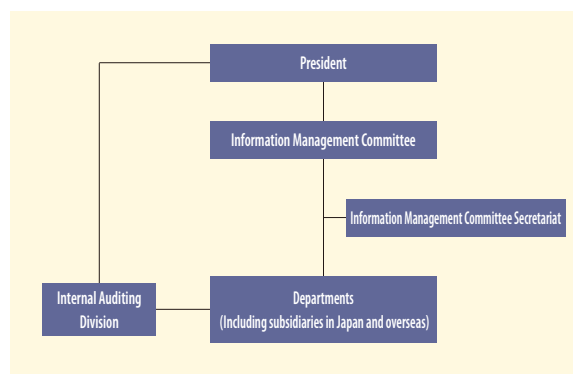 President
Information Management Committee
Information Management Committee Secretariat
Internal Auditing
Division
Departments
(Including subsidiaries in Japan and overseas)